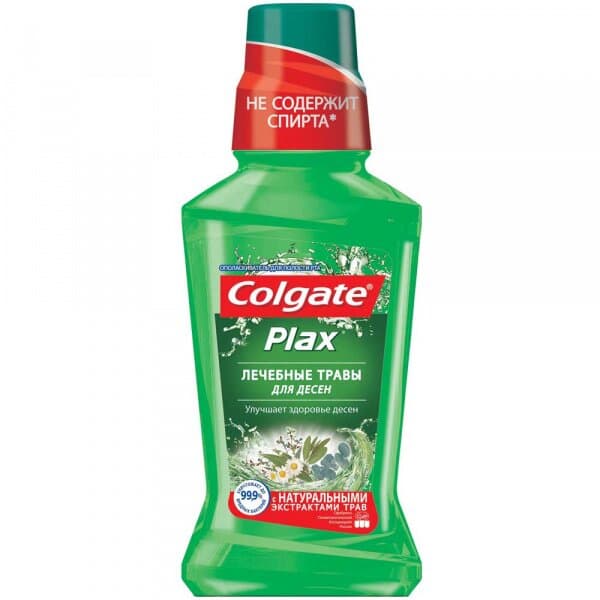 НЕ СОДЕРЖИТ
СПИРТА*
ОПОЛАСКИВАТЕЛЬ ДЛЯ ПОЛОСТИ РТА
Colgate®
Plax
ЛЕЧЕБНЫЕ ТРАВЫ
ДЛЯ ДЕСЕН
Улучшает здоровье десен
99,9%
с НАТУРАЛЬНЫМИ
ЭКСТРАКТАМИ ТРАВ